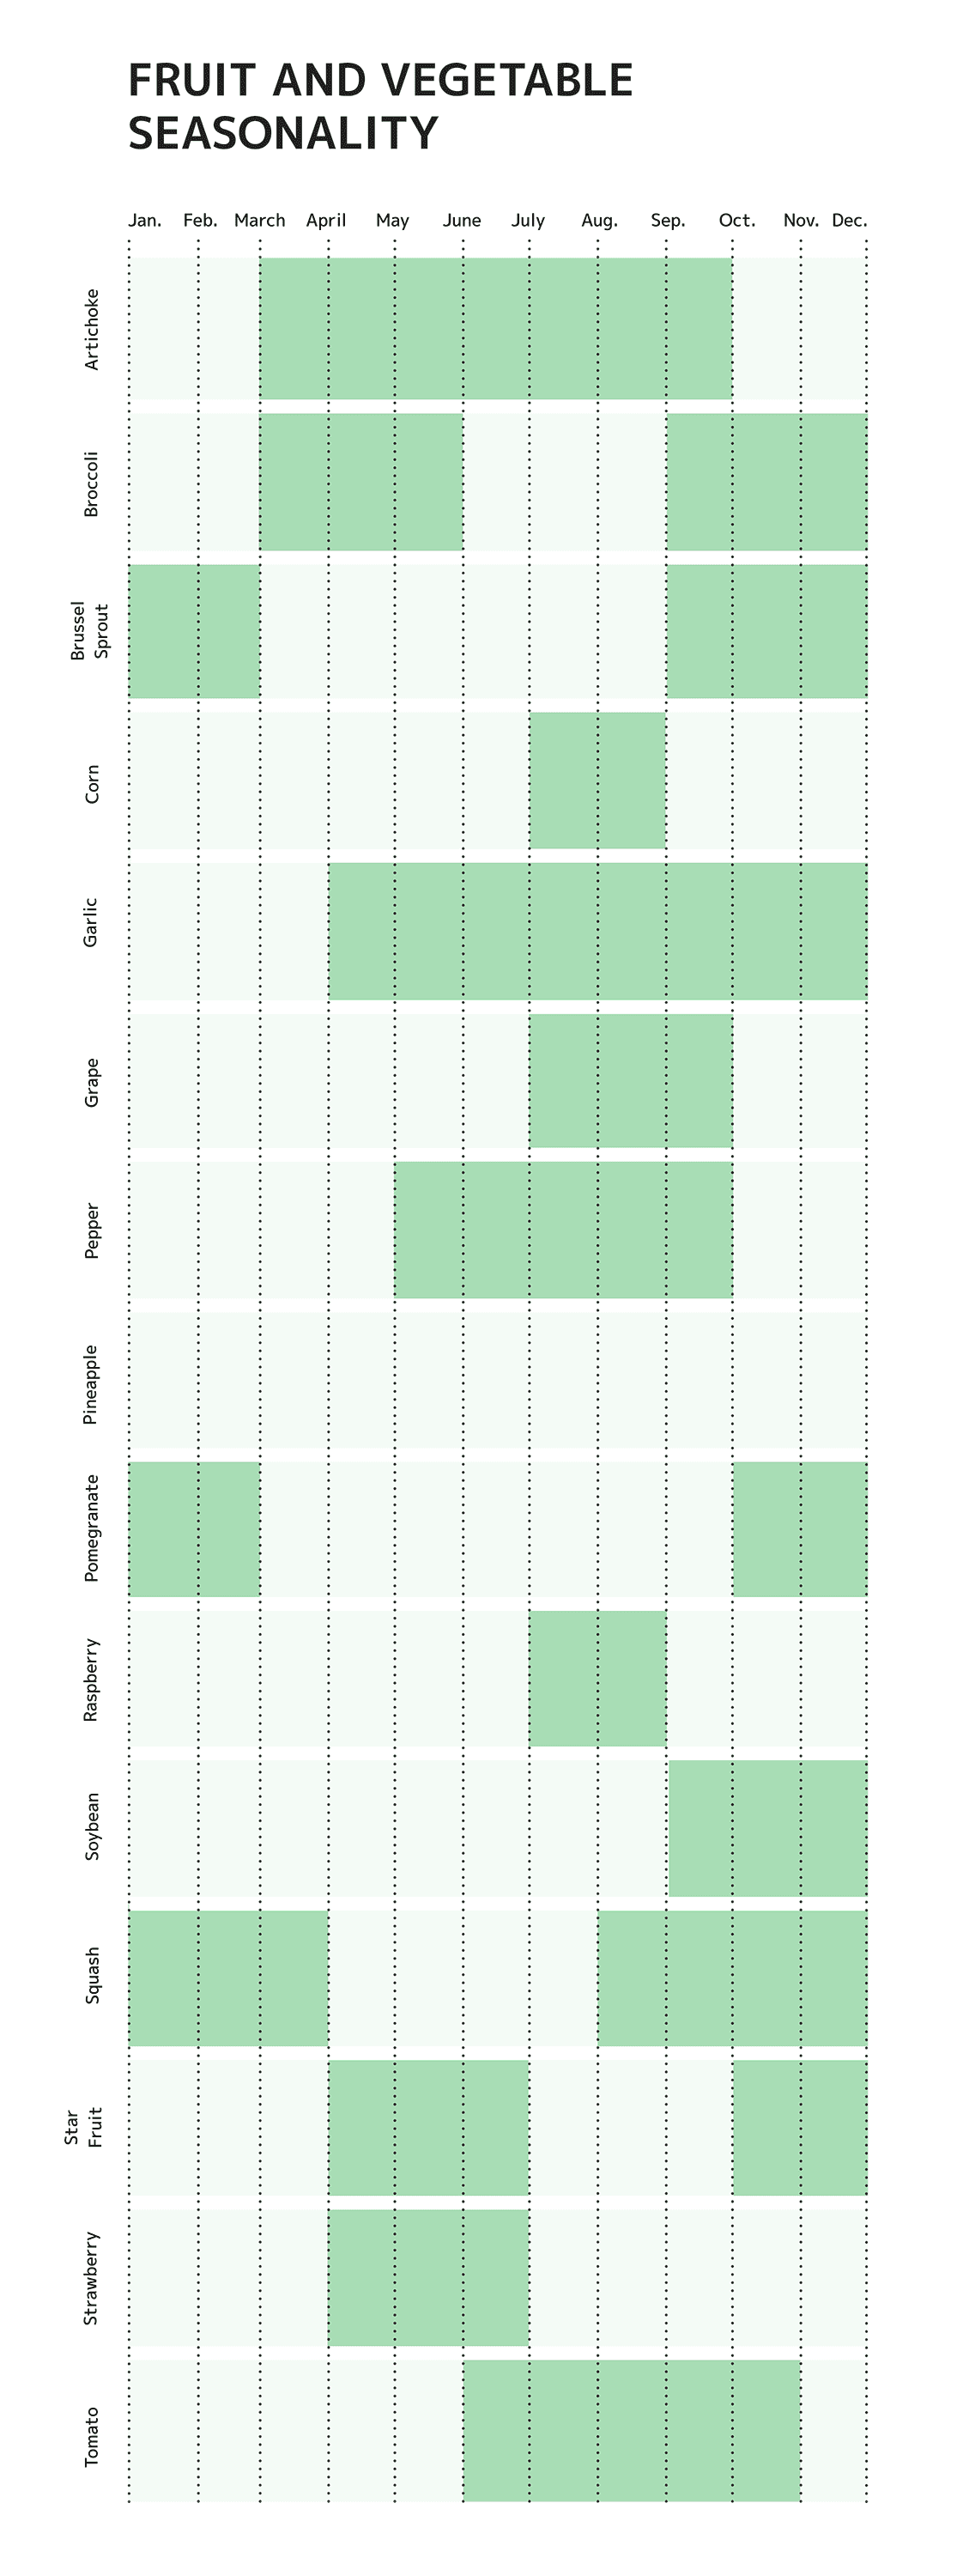 FRUIT AND VEGETABLE
SEASONALITY
Jan. Feb. March April May June July Aug. Sep. Oct. Nov. Dec.
Artichoke
Broccoli
Brussel
Sprout
Corn
Garlic
Grape
Pepper
Pineapple
Pomegranate
Raspberry
Soybean
Squash
Star
Fruit
Strawberry
Tomato